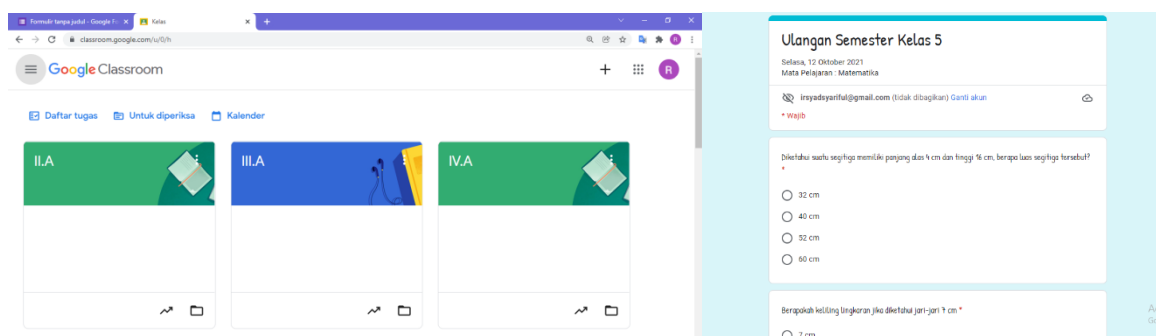 Formulir tanpa judul - Google Fo
Kelas
classroom.google.com/u/0/h
Google Classroom
R
Daftar tugas
Untuk diperiksa
Kalender
II.A
III.A
IV.A
Ulangan Semester Kelas 5
Selasa, 12 Oktober 2021
Mata Pelajaran : Matematika
irsyadsyariful@gmail.com (tidak dibagikan) Ganti akun
* Wajib
Diketahui suatu segitiga memiliki panjang alas 4 cm dan tinggi 16 cm, berapa luas segitiga tersebut?
*
32 cm
40 cm
52 cm
60 cm
Berapakah keliling lingkaran jika diketahui jari-jari 7 cm *
7 cm